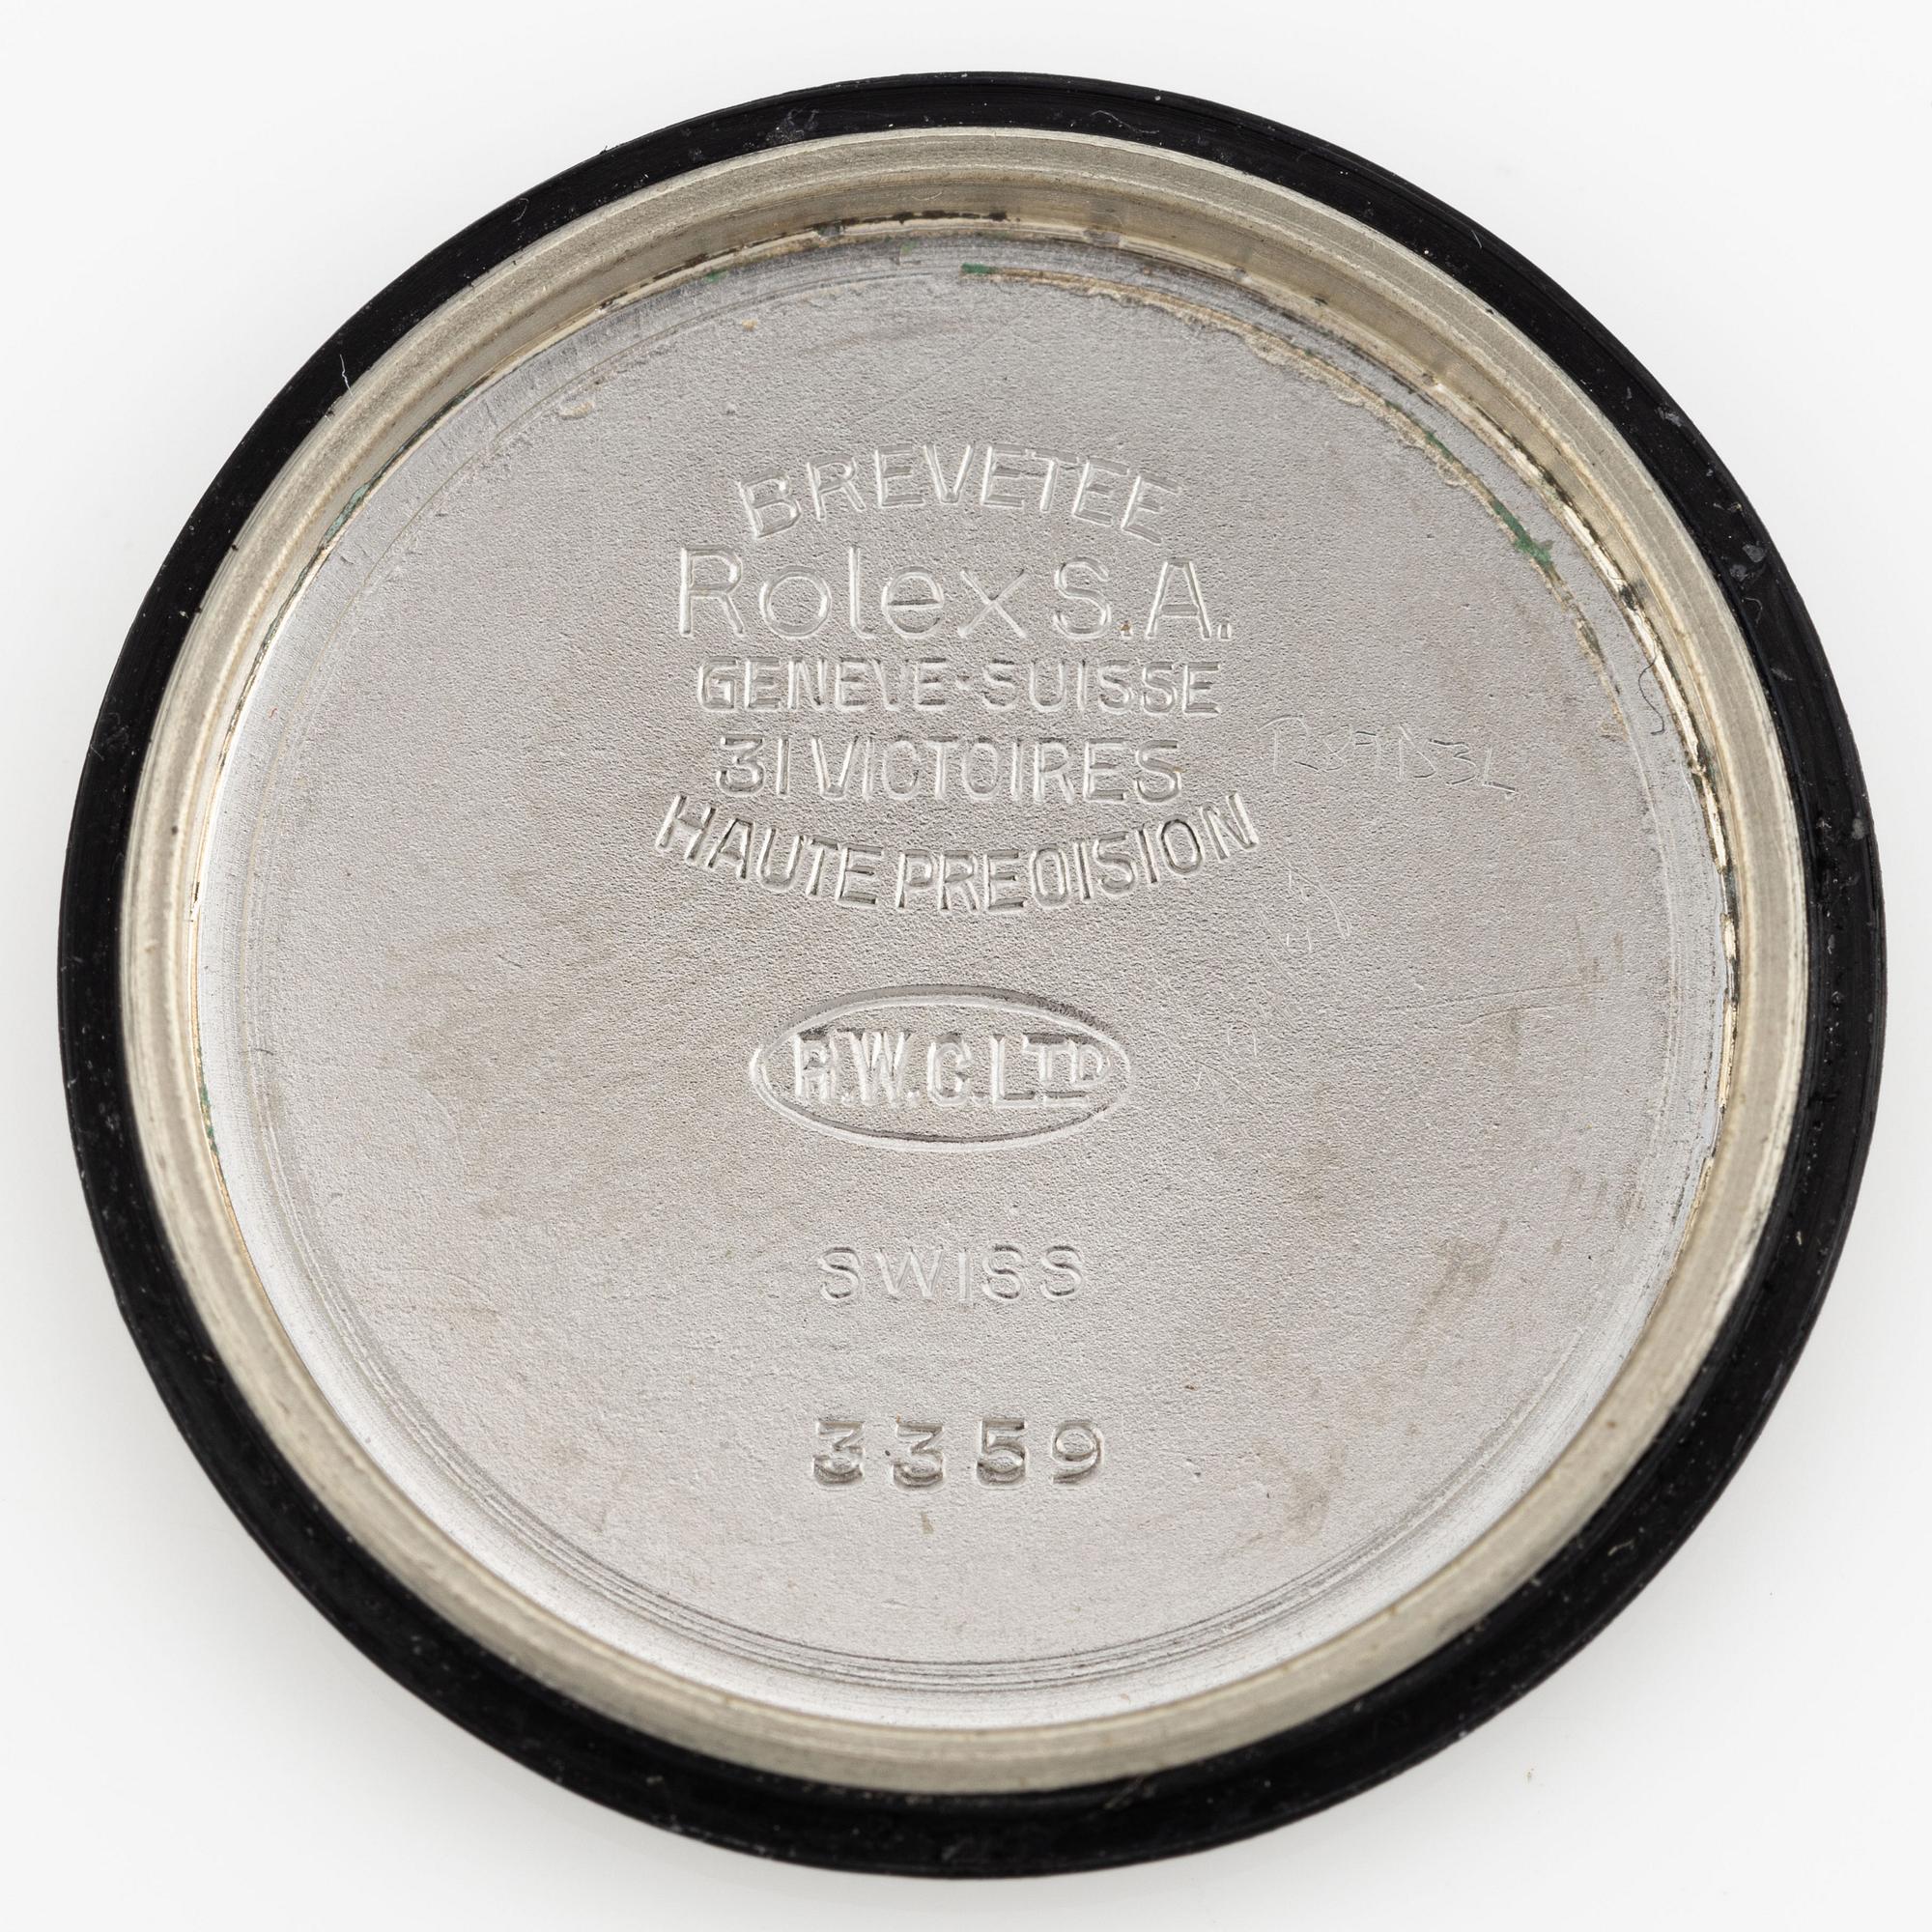 BREVETEE
Rolex S.A.
GENEVE·SUISSE
31 VICTOIRES
HAUTE PRECISION
R.W.C.LTD
SWISS
3359